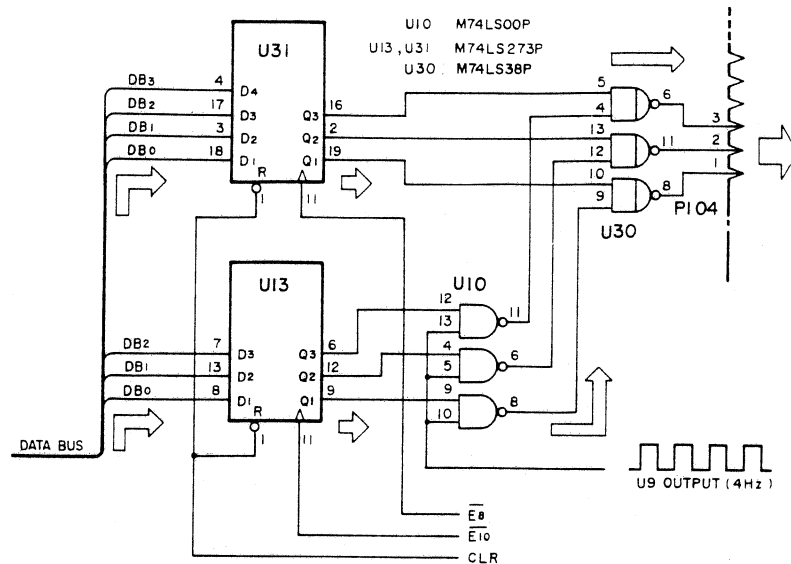 U10 M74LS00P
U13,U31 M74LS273P
U30 M74LS38P
U31
DB3 4 D4
DB2 17 D3 Q3 16
DB1 3 D2 Q2 2
DB0 18 D1 Q1 19
R
1 11
5
4
6
13
12
11
10
9
8
3
2
1
U30
P104
U13
U10
DB2 7 D3 Q3 6
DB1 13 D2 Q2 12
DB0 8 D1 Q1 9
R
1 11
12
13
11
4
5
6
9
10
8
DATA BUS
U9 OUTPUT (4Hz)
E8
E10
CLR